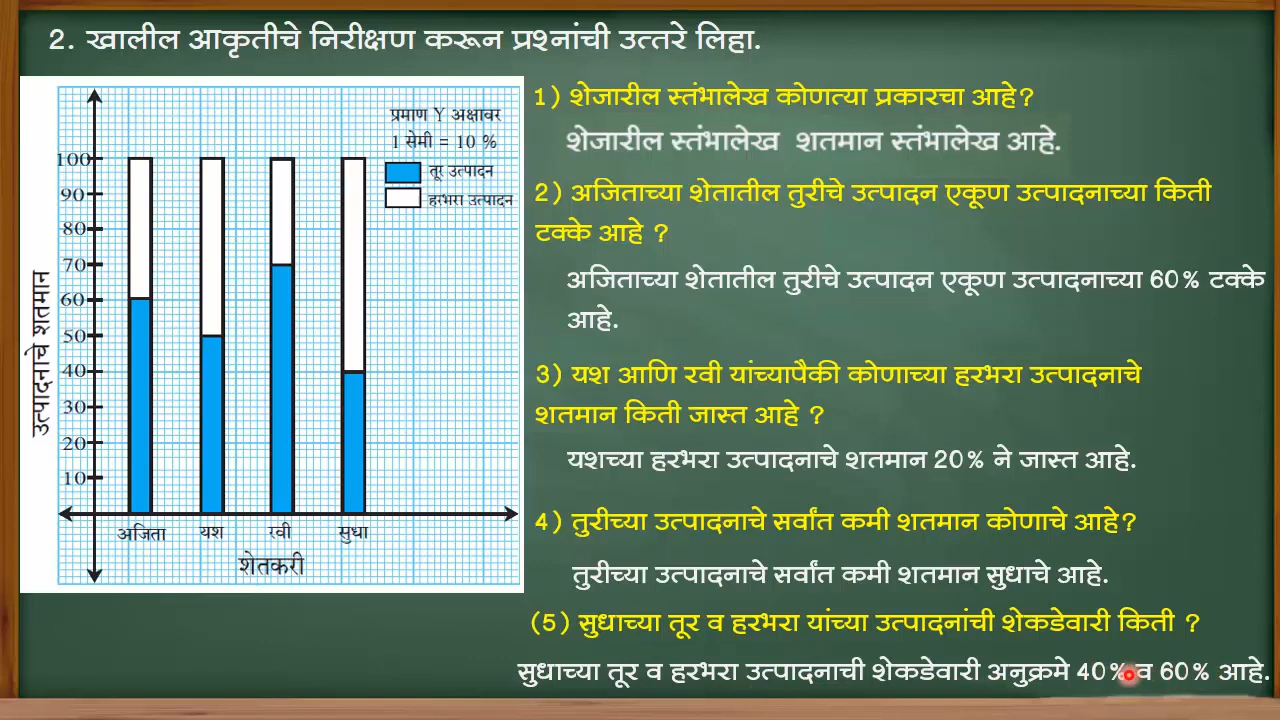 2. खालील आकृतीचे निरीक्षण करून प्रश्नांची उत्तरे लिहा.
प्रमाण Y अक्षावर
1 सेमी = 10 %
तूर उत्पादन
हरभरा उत्पादन
100
90
80
70
60
50
40
30
20
10
उत्पादनाचे शतमान
अजिता यश रवी सुधा
शेतकरी
1) शेजारील स्तंभालेख कोणत्या प्रकारचा आहे?
शेजारील स्तंभालेख शतमान स्तंभालेख आहे.
2) अजिताच्या शेतातील तुरीचे उत्पादन एकूण उत्पादनाच्या किती
टक्के आहे ?
अजिताच्या शेतातील तुरीचे उत्पादन एकूण उत्पादनाच्या 60% टक्के
आहे.
3) यश आणि रवी यांच्यापैकी कोणाच्या हरभरा उत्पादनाचे
शतमान किती जास्त आहे ?
यशच्या हरभरा उत्पादनाचे शतमान 20% ने जास्त आहे.
4) तुरीच्या उत्पादनाचे सर्वांत कमी शतमान कोणाचे आहे?
तुरीच्या उत्पादनाचे सर्वांत कमी शतमान सुधाचे आहे.
(5) सुधाच्या तूर व हरभरा यांच्या उत्पादनांची शेकडेवारी किती ?
सुधाच्या तूर व हरभरा उत्पादनाची शेकडेवारी अनुक्रमे 40% व 60% आहे.